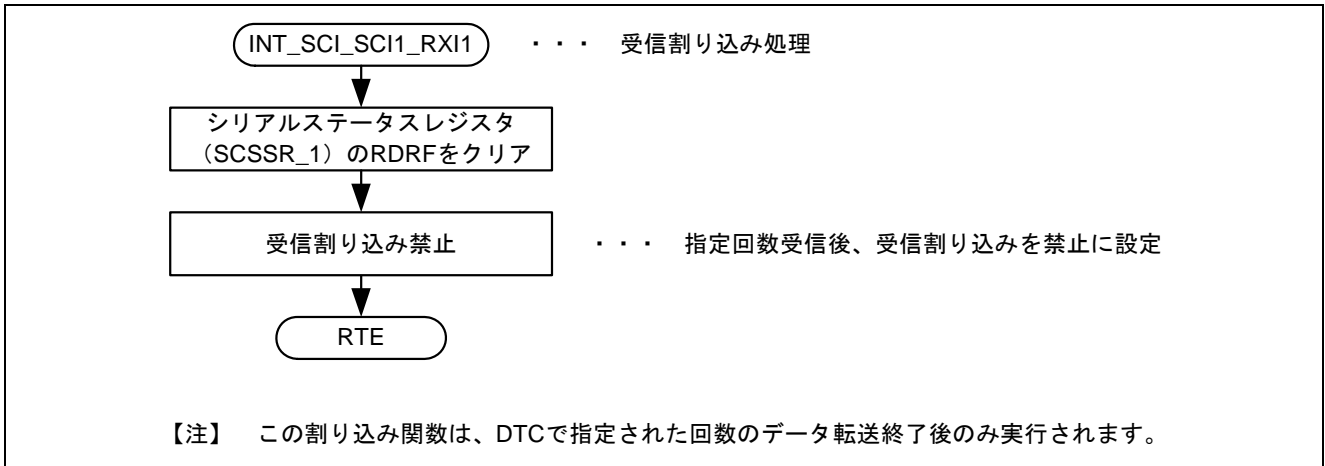 INT_SCI_SCI1_RXI1 ・・・ 受信割り込み処理
シリアルステータスレジスタ
（SCSSR_1）のRDRFをクリア
受信割り込み禁止 ・・・ 指定回数受信後、受信割り込みを禁止に設定
RTE
【注】 この割り込み関数は、DTCで指定された回数のデータ転送終了後のみ実行されます。